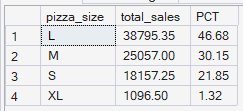 pizza_size total_sales PCT
1 L 38795.35 46.68
2 M 25057.00 30.15
3 S 18157.25 21.85
4 XL 1096.50 1.32